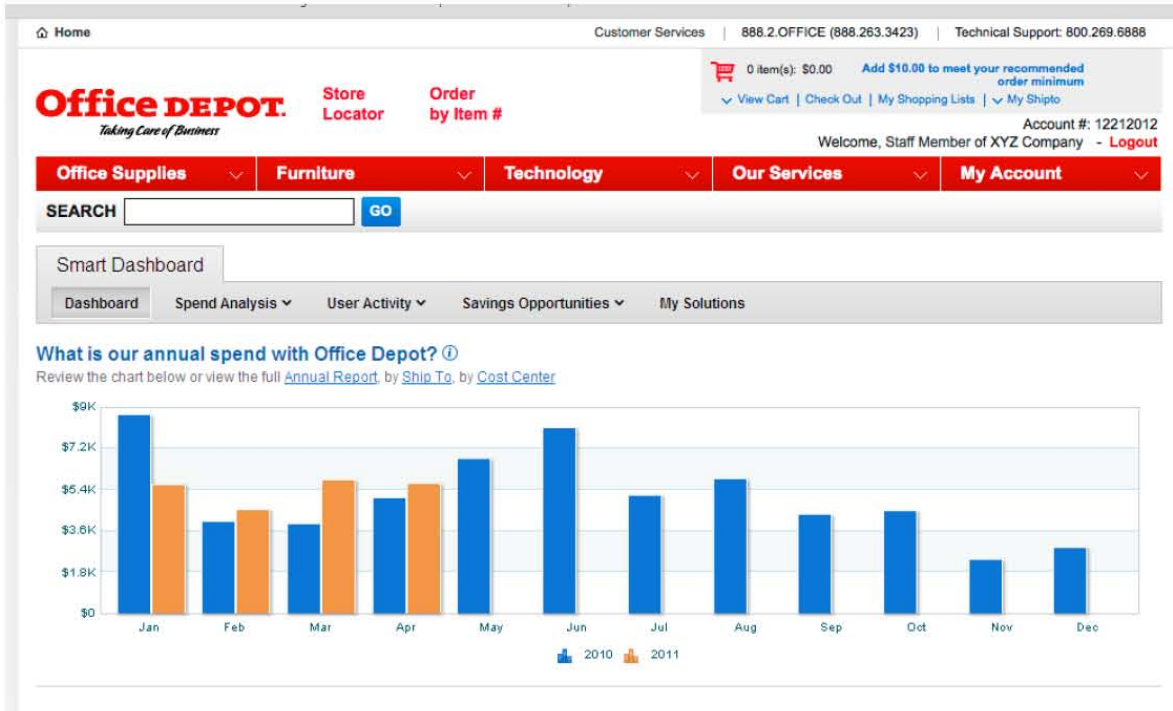 Home Customer Services | 888.2.OFFICE (888.263.3423) | Technical Support: 800.269.6888
0 item(s): $0.00 Add $10.00 to meet your recommended
order minimum
View Cart | Check Out | My Shopping Lists | My Shipto
Office DEPOT.
Taking Care of Business
Store
Locator
Order
by Item #
Account #: 12212012
Welcome, Staff Member of XYZ Company - Logout
Office Supplies Furniture Technology Our Services My Account
SEARCH GO
Smart Dashboard
Dashboard Spend Analysis User Activity Savings Opportunities My Solutions
What is our annual spend with Office Depot?
Review the chart below or view the full Annual Report, by Ship To, by Cost Center
$9K
$7.2K
$5.4K
$3.6K
$1.8K
$0
Jan Feb Mar Apr May Jun Jul Aug Sep Oct Nov Dec
2010 2011